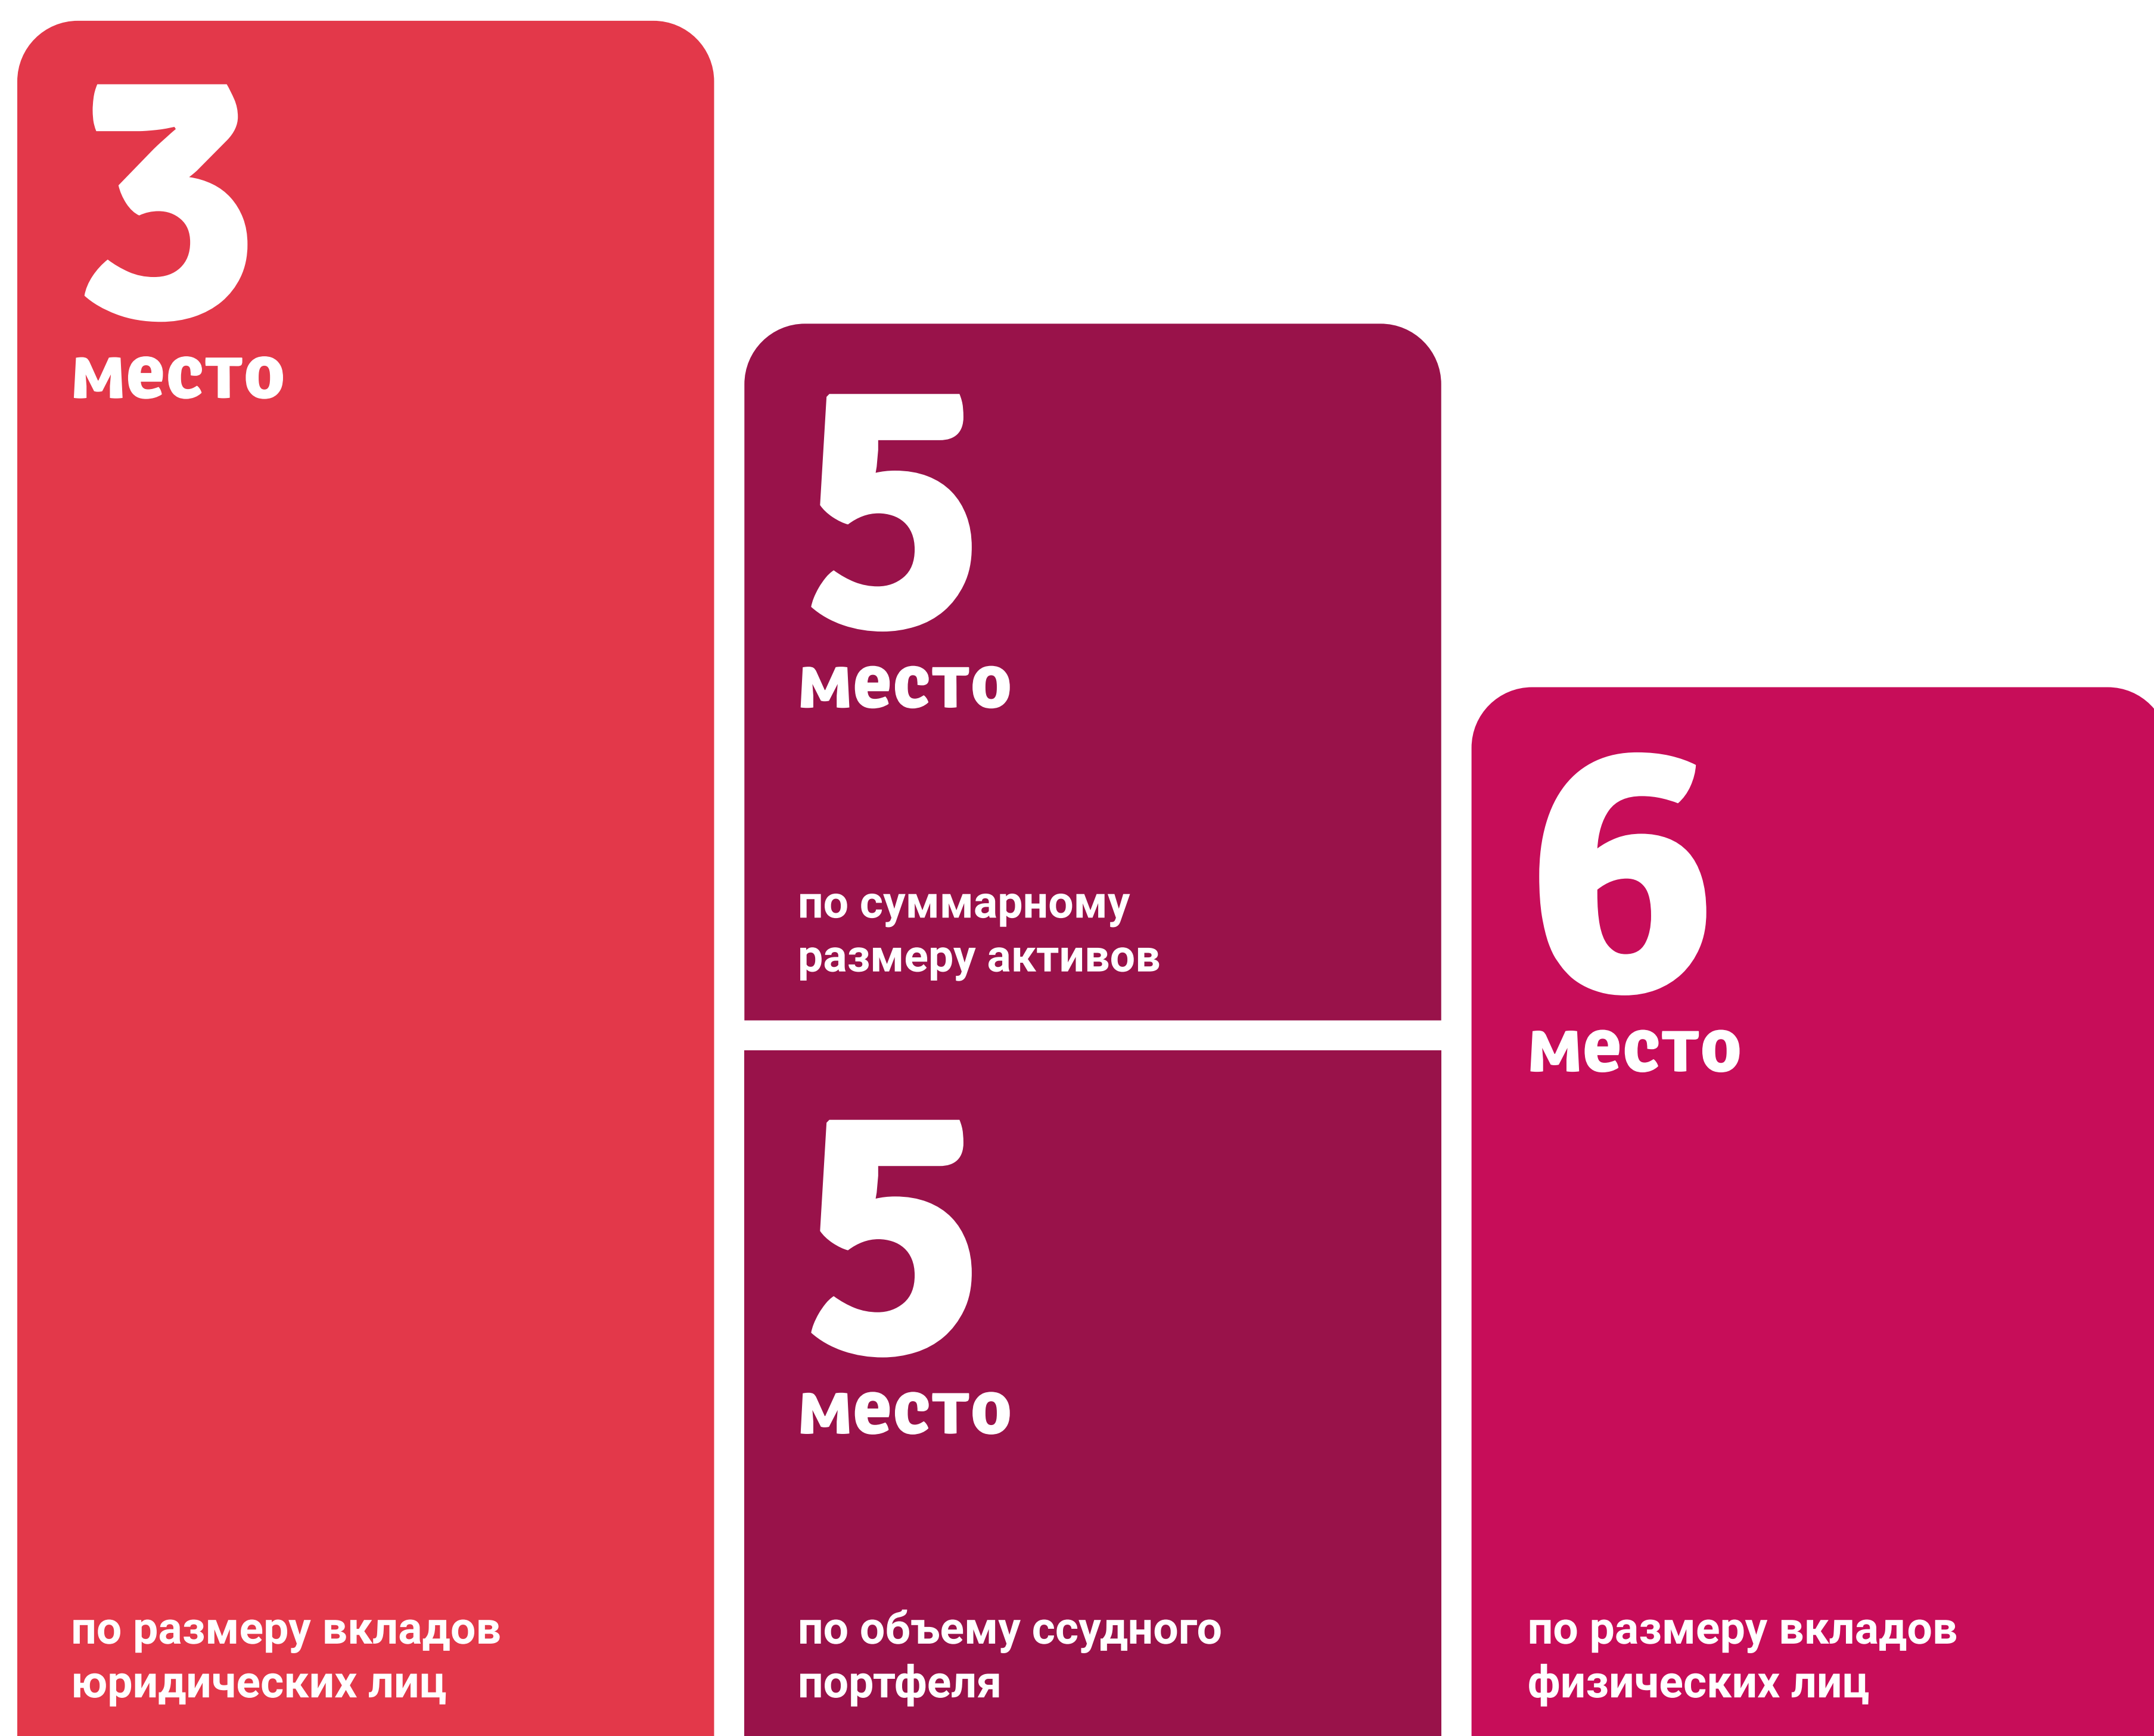 3
место
по размеру вкладов
юридических лиц
5
место
по суммарному
размеру активов
5
место
по объему ссудного
портфеля
6
место
по размеру вкладов
физических лиц